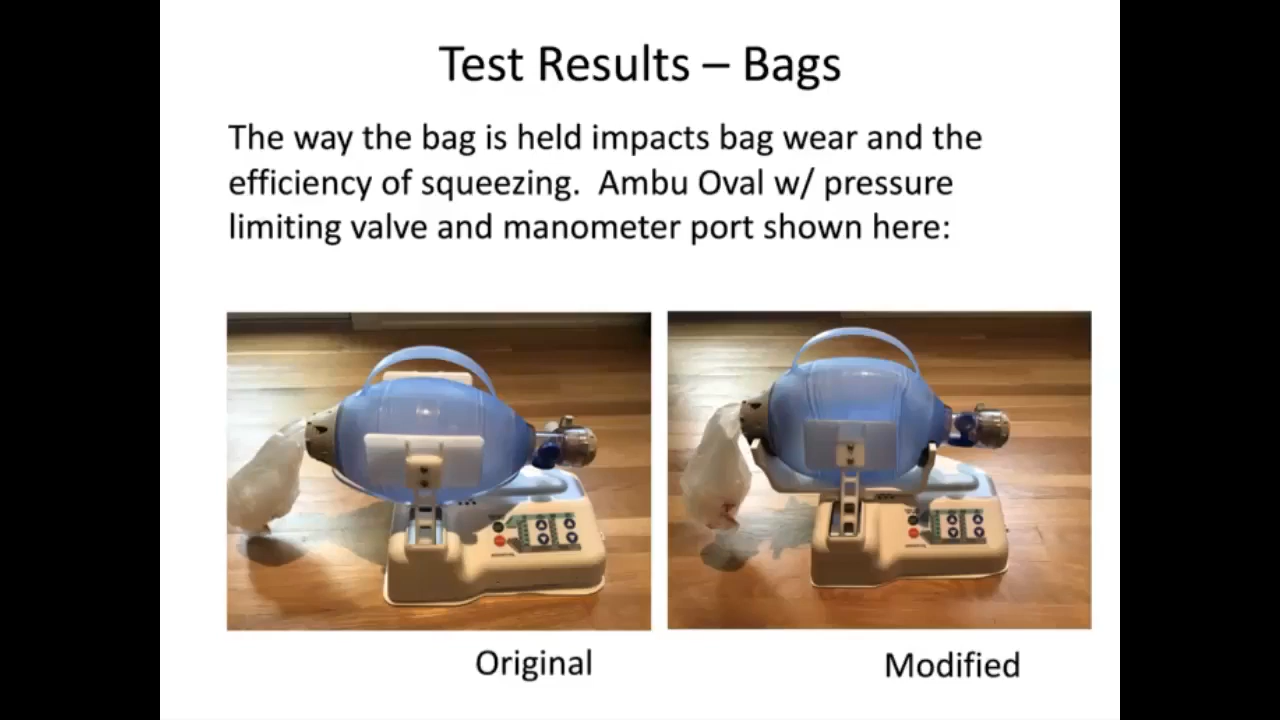 Test Results – Bags
The way the bag is held impacts bag wear and the
efficiency of squeezing.  Ambu Oval w/ pressure
limiting valve and manometer port shown here:
Original
Modified